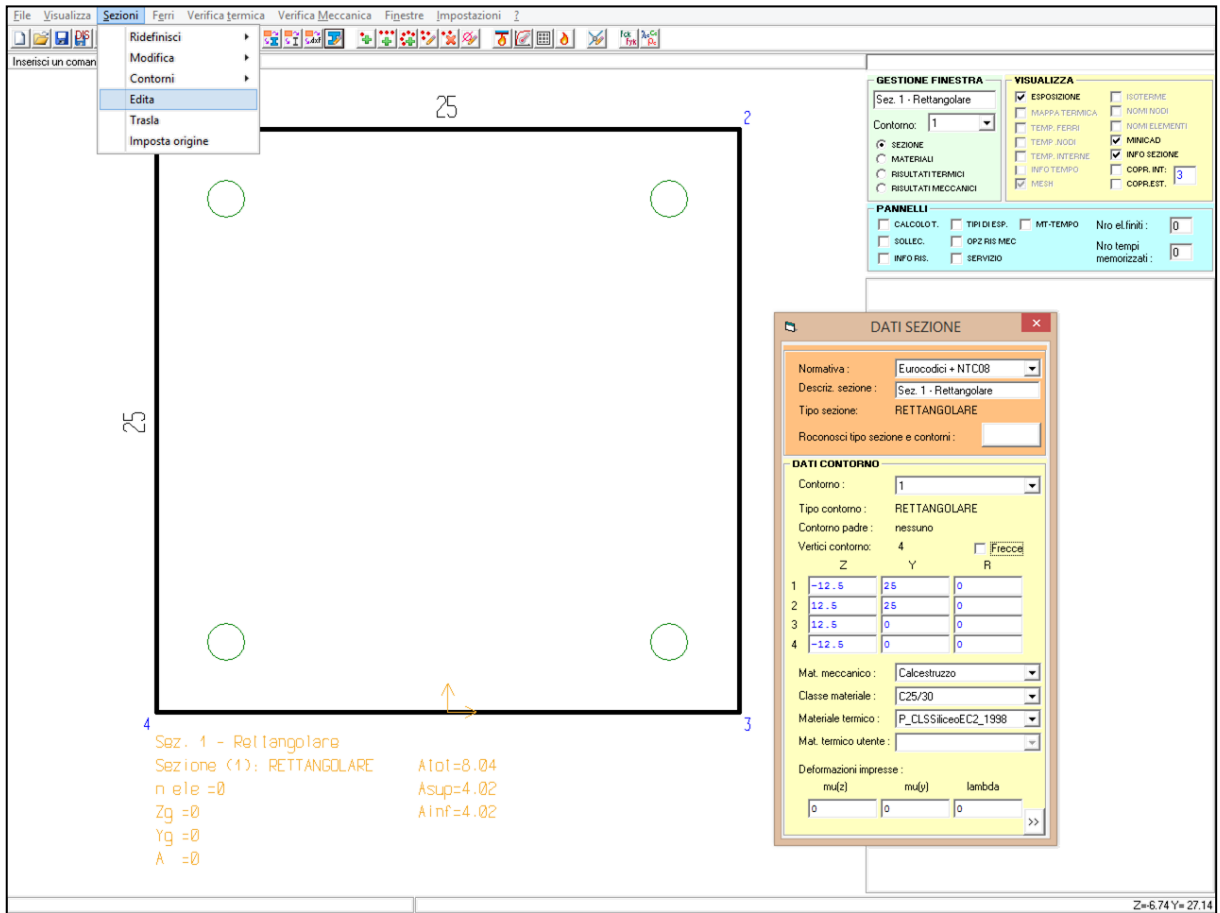 File Visualizza Sezioni Ferri Verifica termica Verifica Meccanica Finestre Impostazioni ?
Ridefinisci
Modifica
Contorni
Edita
Trasla
Imposta origine
Inserisci un coman
25
25
2
3
4
Sez. 1 - Rettangolare
Sezione (1): RETTANGOLARE Atot=8.04
n ele =0 Asup=4.02
Zg =0 Ainf=4.02
Yg =0
A =0
GESTIONE FINESTRA
Sez. 1 - Rettangolare
Contorno: 1
SEZIONE
MATERIALI
RISULTATI TERMICI
RISULTATI MECCANICI
VISUALIZZA
ESPOSIZIONE ISOTERME
MAPPA TERMICA NOMI NODI
TEMP. FERRI NOMI ELEMENTI
TEMP .NODI MINICAD
TEMP. INTERNE INFO SEZIONE
INFO TEMPO COPR. INT: 3
MESH COPR.EST.
PANNELLI
CALCOLO T. TIPI DI ESP. MT-TEMPO Nro el.finiti : 0
SOLLEC. OPZ RIS MEC Nro tempi
INFO RIS. SERVIZIO memorizzati : 0
DATI SEZIONE
Normativa : Eurocodici + NTC08
Descriz. sezione : Sez. 1 - Rettangolare
Tipo sezione: RETTANGOLARE
Roconosci tipo sezione e contorni :
DATI CONTORNO
Contorno : 1
Tipo contorno : RETTANGOLARE
Contorno padre : nessuno
Vertici contorno: 4 Frecce
Z Y R
1 -12.5 25 0
2 12.5 25 0
3 12.5 0 0
4 -12.5 0 0
Mat. meccanico : Calcestruzzo
Classe materiale : C25/30
Materiale termico : P_CLSSiliceoEC2_1998
Mat. termico utente :
Deformazioni impresse :
mu(z) mu(y) lambda
0 0 0
>>
Z=-6.74 Y= 27.14